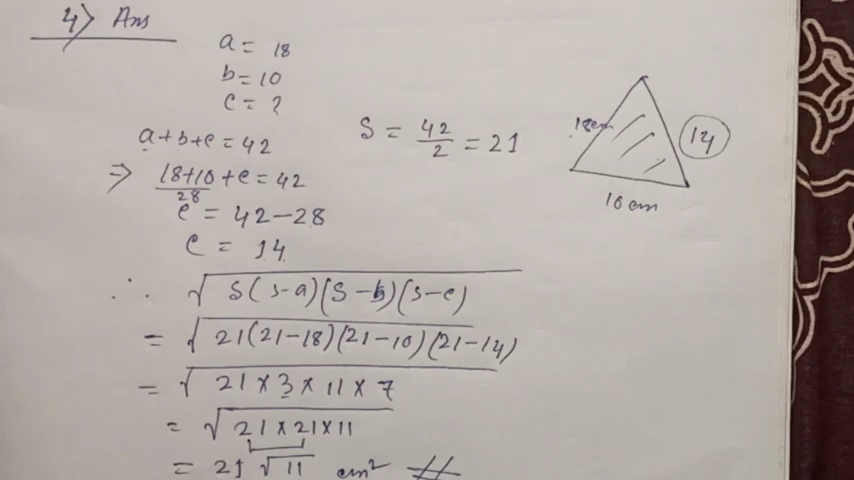 4) Ans
a = 18
b = 10
c = ?
a+b+c = 42
S = 42/2 = 21
⇒ 18+10+c = 42
28
c = 42-28
c = 14
18cm
14
10 cm
∴ √S(s-a)(S-b)(s-c)
= √21(21-18)(21-10)(21-14)
= √21×3×11×7
= √21×21×11
= 21√11 cm²